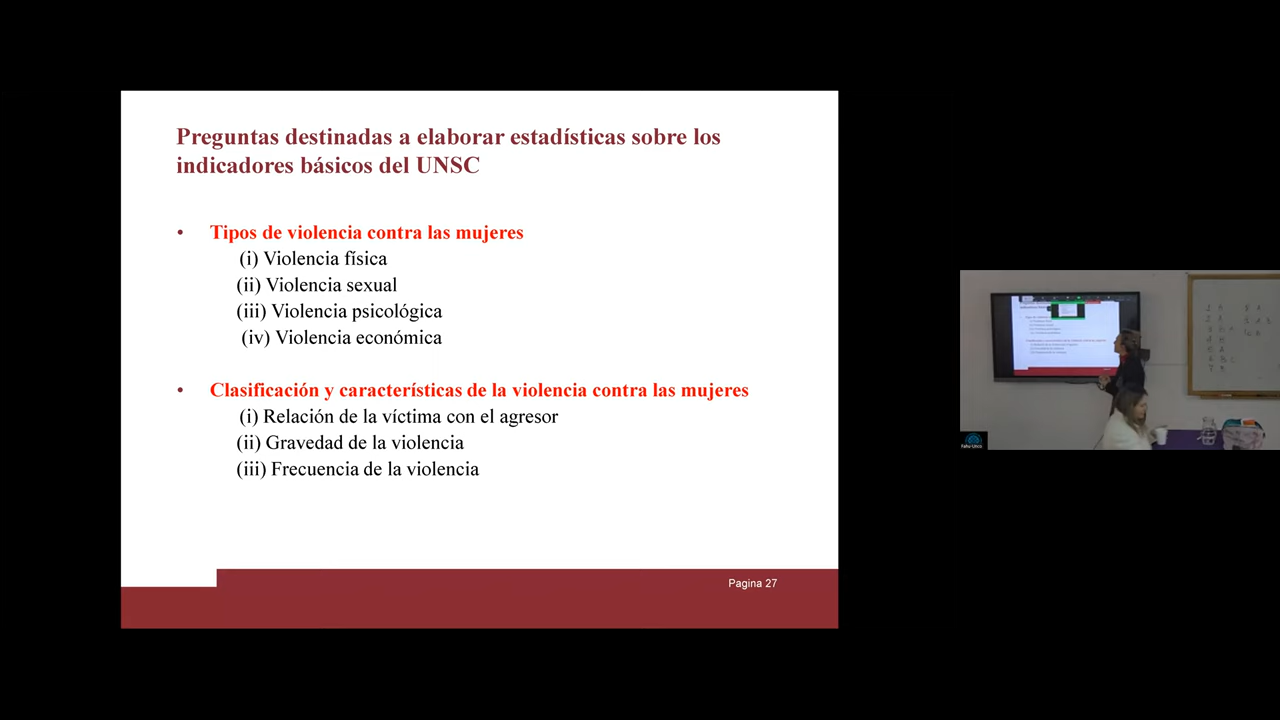 Preguntas destinadas a elaborar estadísticas sobre los
indicadores básicos del UNSC
• Tipos de violencia contra las mujeres
(i) Violencia física
(ii) Violencia sexual
(iii) Violencia psicológica
(iv) Violencia económica
• Clasificación y características de la violencia contra las mujeres
(i) Relación de la víctima con el agresor
(ii) Gravedad de la violencia
(iii) Frecuencia de la violencia
Pagina 27